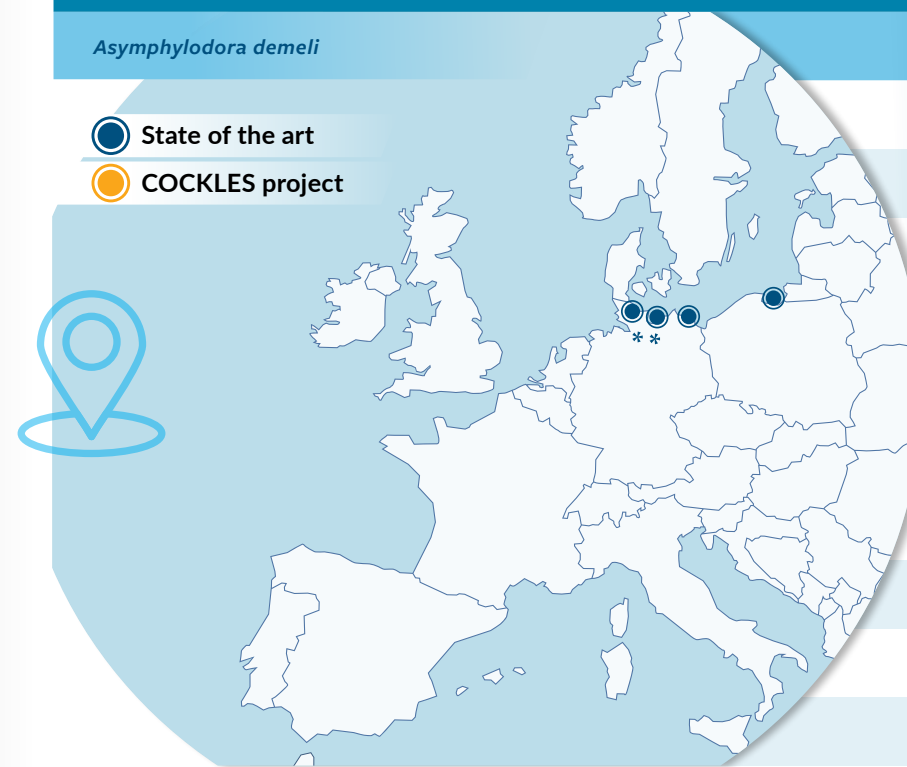 Asymphylodora demeli
State of the art
COCKLES project
* *